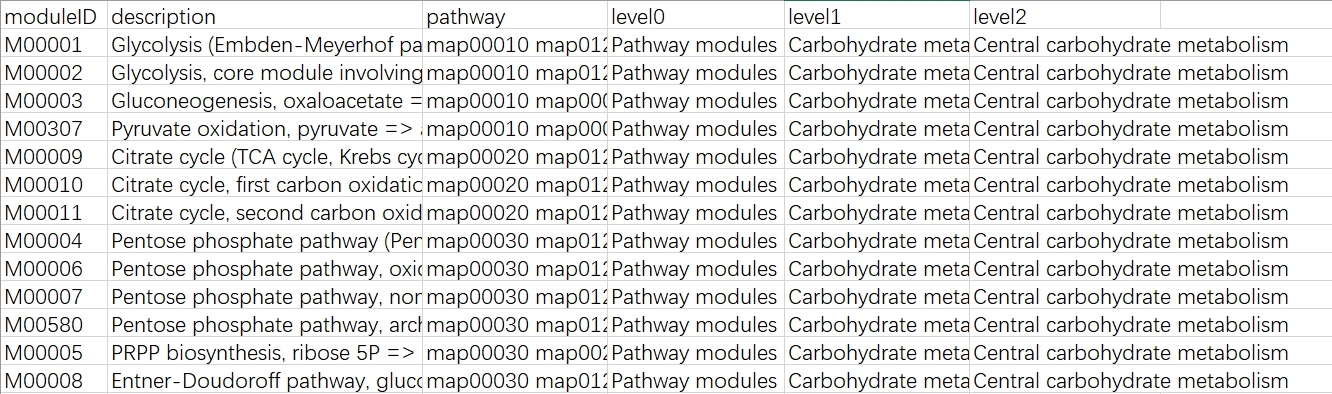 moduleID description pathway level0 level1 level2
M00001 Glycolysis (Embden-Meyerhof pa map00010 map012 Pathway modules Carbohydrate meta Central carbohydrate metabolism
M00002 Glycolysis, core module involving map00010 map012 Pathway modules Carbohydrate meta Central carbohydrate metabolism
M00003 Gluconeogenesis, oxaloacetate = map00010 map000 Pathway modules Carbohydrate meta Central carbohydrate metabolism
M00307 Pyruvate oxidation, pyruvate => map00010 map000 Pathway modules Carbohydrate meta Central carbohydrate metabolism
M00009 Citrate cycle (TCA cycle, Krebs cyc map00020 map012 Pathway modules Carbohydrate meta Central carbohydrate metabolism
M00010 Citrate cycle, first carbon oxidatic map00020 map012 Pathway modules Carbohydrate meta Central carbohydrate metabolism
M00011 Citrate cycle, second carbon oxid map00020 map012 Pathway modules Carbohydrate meta Central carbohydrate metabolism
M00004 Pentose phosphate pathway (Pen map00030 map012 Pathway modules Carbohydrate meta Central carbohydrate metabolism
M00006 Pentose phosphate pathway, oxic map00030 map012 Pathway modules Carbohydrate meta Central carbohydrate metabolism
M00007 Pentose phosphate pathway, non map00030 map012 Pathway modules Carbohydrate meta Central carbohydrate metabolism
M00580 Pentose phosphate pathway, arch map00030 map012 Pathway modules Carbohydrate meta Central carbohydrate metabolism
M00005 PRPP biosynthesis, ribose 5P => map00030 map002 Pathway modules Carbohydrate meta Central carbohydrate metabolism
M00008 Entner-Doudoroff pathway, gluco map00030 map012 Pathway modules Carbohydrate meta Central carbohydrate metabolism